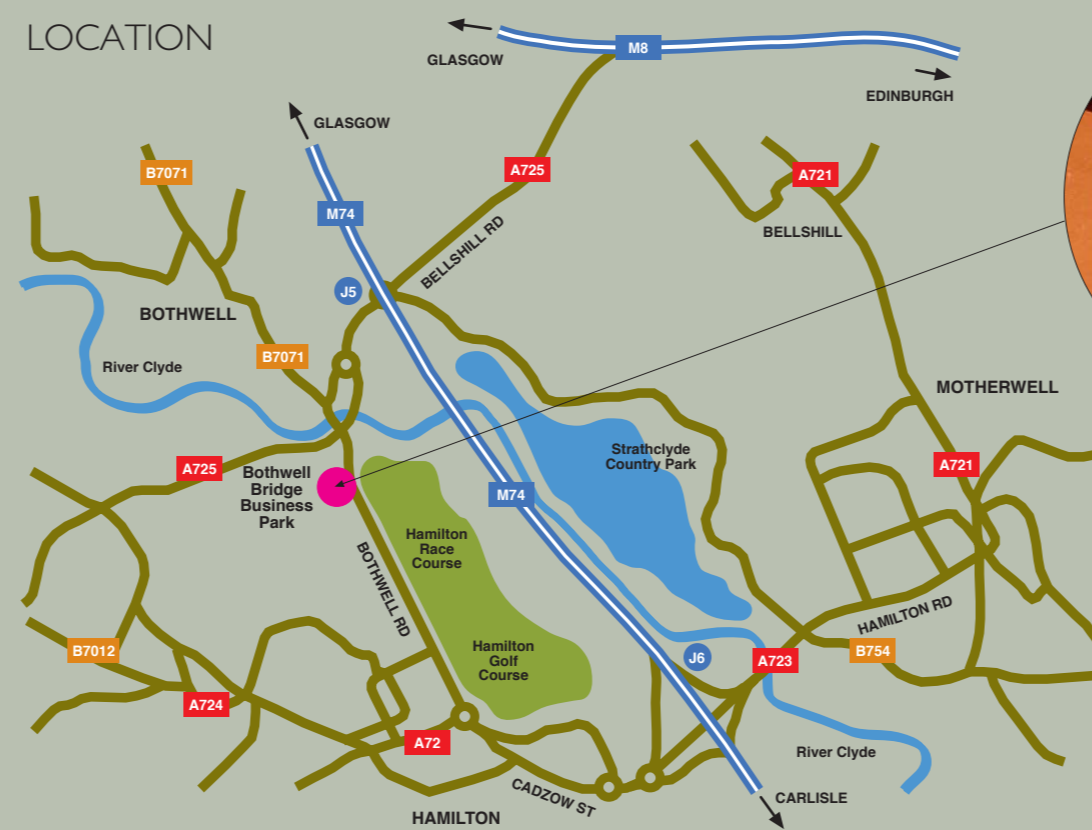 LOCATION
M8
GLASGOW
EDINBURGH
GLASGOW
B7071
A725
A721
M74
BELLSHILL RD
BELLSHILL
J5
BOTHWELL
B7071
River Clyde
MOTHERWELL
Strathclyde
Country Park
A725
A721
Bothwell
Bridge
Business
Park
M74
Hamilton
Race
Course
BOTHWELL RD
HAMILTON RD
Hamilton
Golf
Course
B7012
J6
A723
B754
A724
A72
River Clyde
CADZOW ST
CARLISLE
HAMILTON